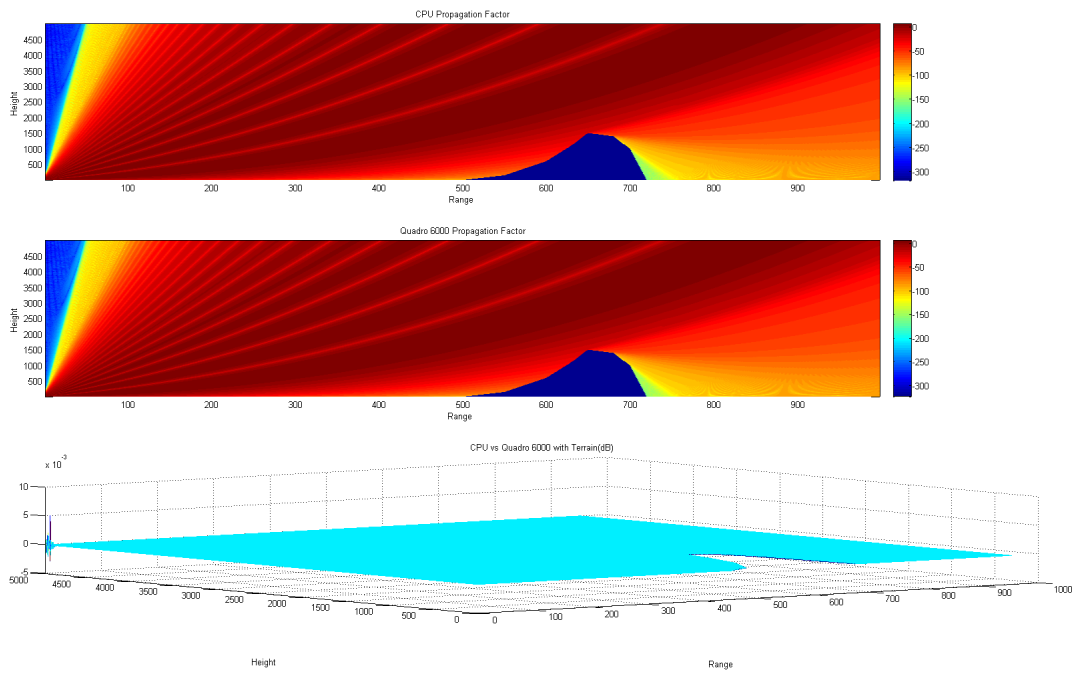 CPU Propagation Factor
4500
4000
3500
3000
2500
2000
1500
1000
500
Height
100 200 300 400 500 600 700 800 900
Range
0
-50
-100
-150
-200
-250
-300
Quadro 6000 Propagation Factor
4500
4000
3500
3000
2500
2000
1500
1000
500
Height
100 200 300 400 500 600 700 800 900
Range
0
-50
-100
-150
-200
-250
-300
CPU vs Quadro 6000 with Terrain(dB)
x 10⁻³
10
5
0
-5
5000 4500 4000 3500 3000 2500 2000 1500 1000 500 0
0 100 200 300 400 500 600 700 800 900 1000
Height
Range